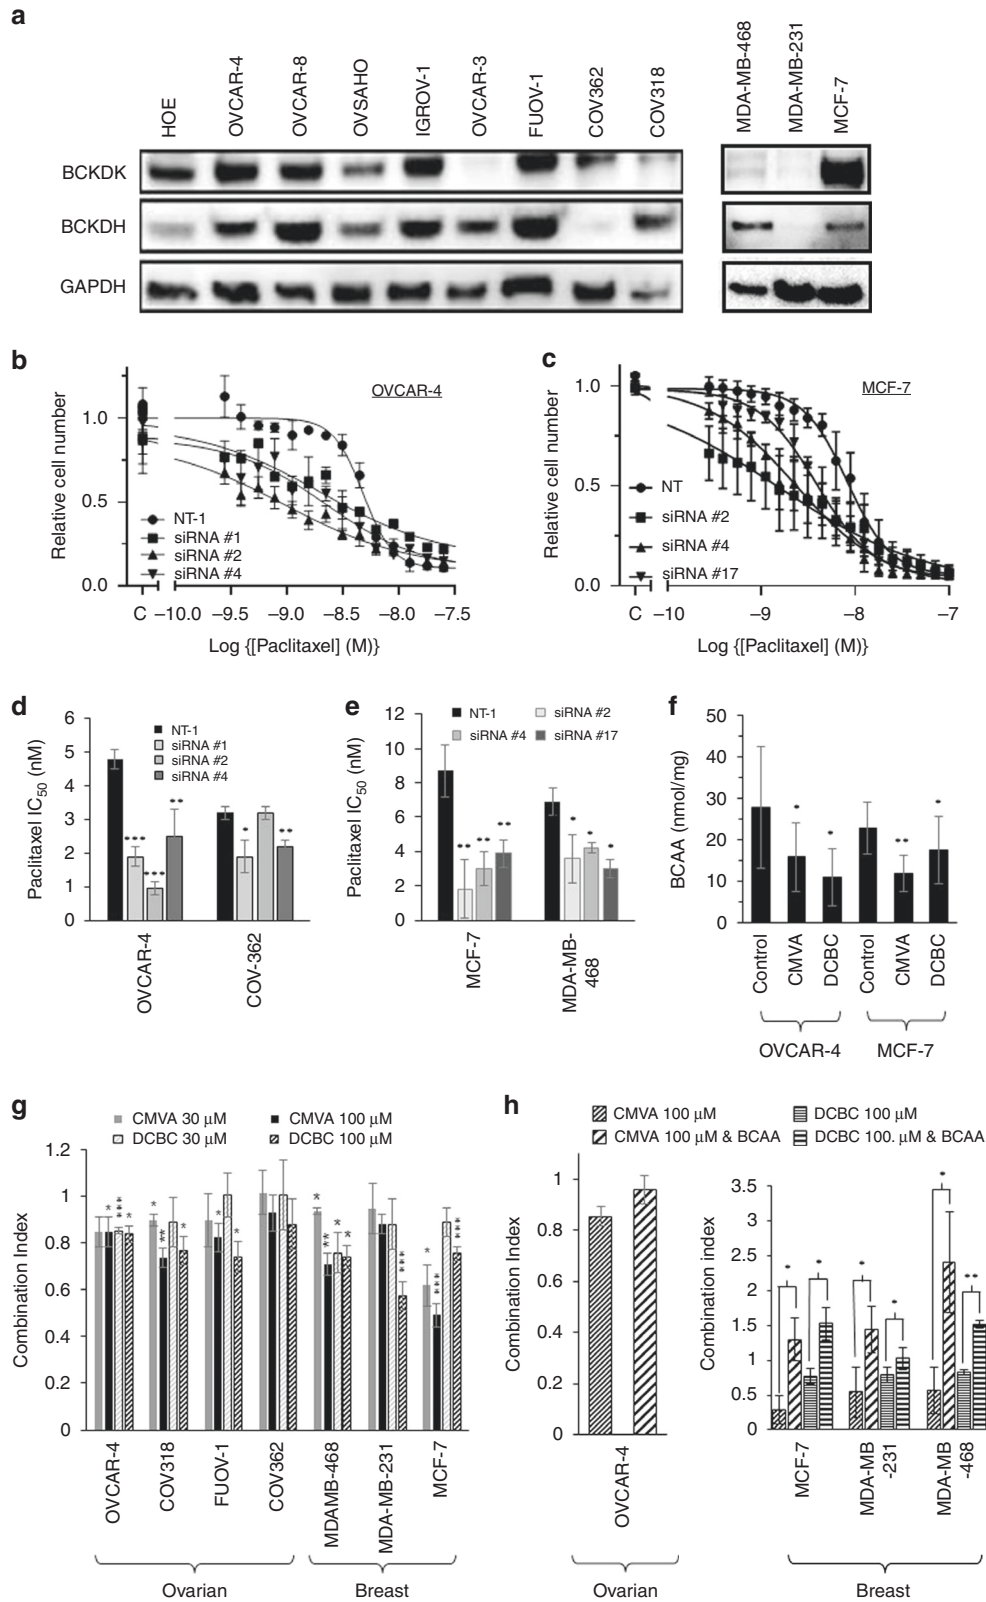 a
HOE
OVCAR-4
OVCAR-8
OVSAHO
IGROV-1
OVCAR-3
FUOV-1
COV362
COV318
MDA-MB-468
MDA-MB-231
MCF-7
BCKDK
BCKDH
GAPDH
b
OVCAR-4
Relative cell number
1.0
0.5
0.0
NT-1
siRNA #1
siRNA #2
siRNA #4
C –10.0 –9.5 –9.0 –8.5 –8.0 –7.5
Log {[Paclitaxel] (M)}
c
MCF-7
Relative cell number
1.0
0.5
0.0
NT
siRNA #2
siRNA #4
siRNA #17
C –10 –9 –8 –7
Log {[Paclitaxel] (M)}
d
Paclitaxel IC50 (nM)
6
5
4
3
2
1
0
NT-1
siRNA #1
siRNA #2
siRNA #4
***
***
**
*
**
OVCAR-4
COV-362
e
Paclitaxel IC50 (nM)
12
10
8
6
4
2
0
NT-1
siRNA #2
siRNA #4
siRNA #17
** ** **
* * *
MCF-7
MDA-MB-
468
f
BCAA (nmol/mg)
50
40
30
20
10
0
* * ** *
Control
CMVA
DCBC
Control
CMVA
DCBC
OVCAR-4
MCF-7
g
CMVA 30 μM
CMVA 100 μM
DCBC 30 μM
DCBC 100 μM
Combination Index
1.2
1
0.8
0.6
0.4
0.2
0
* *** *
* ** *
* *
* ** * *
***
* *** ***
OVCAR-4
COV318
FUOV-1
COV362
MDAMB-468
MDA-MB-231
MCF-7
Ovarian
Breast
h
CMVA 100 μM
DCBC 100 μM
CMVA 100 μM & BCAA
DCBC 100. μM & BCAA
Combination Index
1
0.8
0.6
0.4
0.2
0
OVCAR-4
Ovarian
Combination index
3.5
3
2.5
2
1.5
1
0.5
0
* *
* *
* **
MCF-7
MDA-MB
-231
MDA-MB
-468
Breast